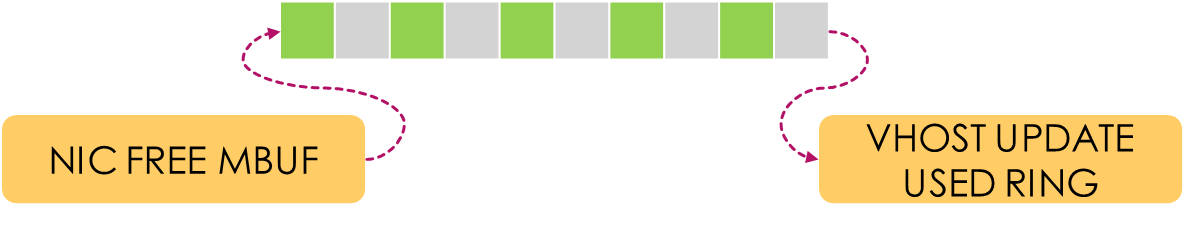 NIC FREE MBUF
VHOST UPDATE
USED RING